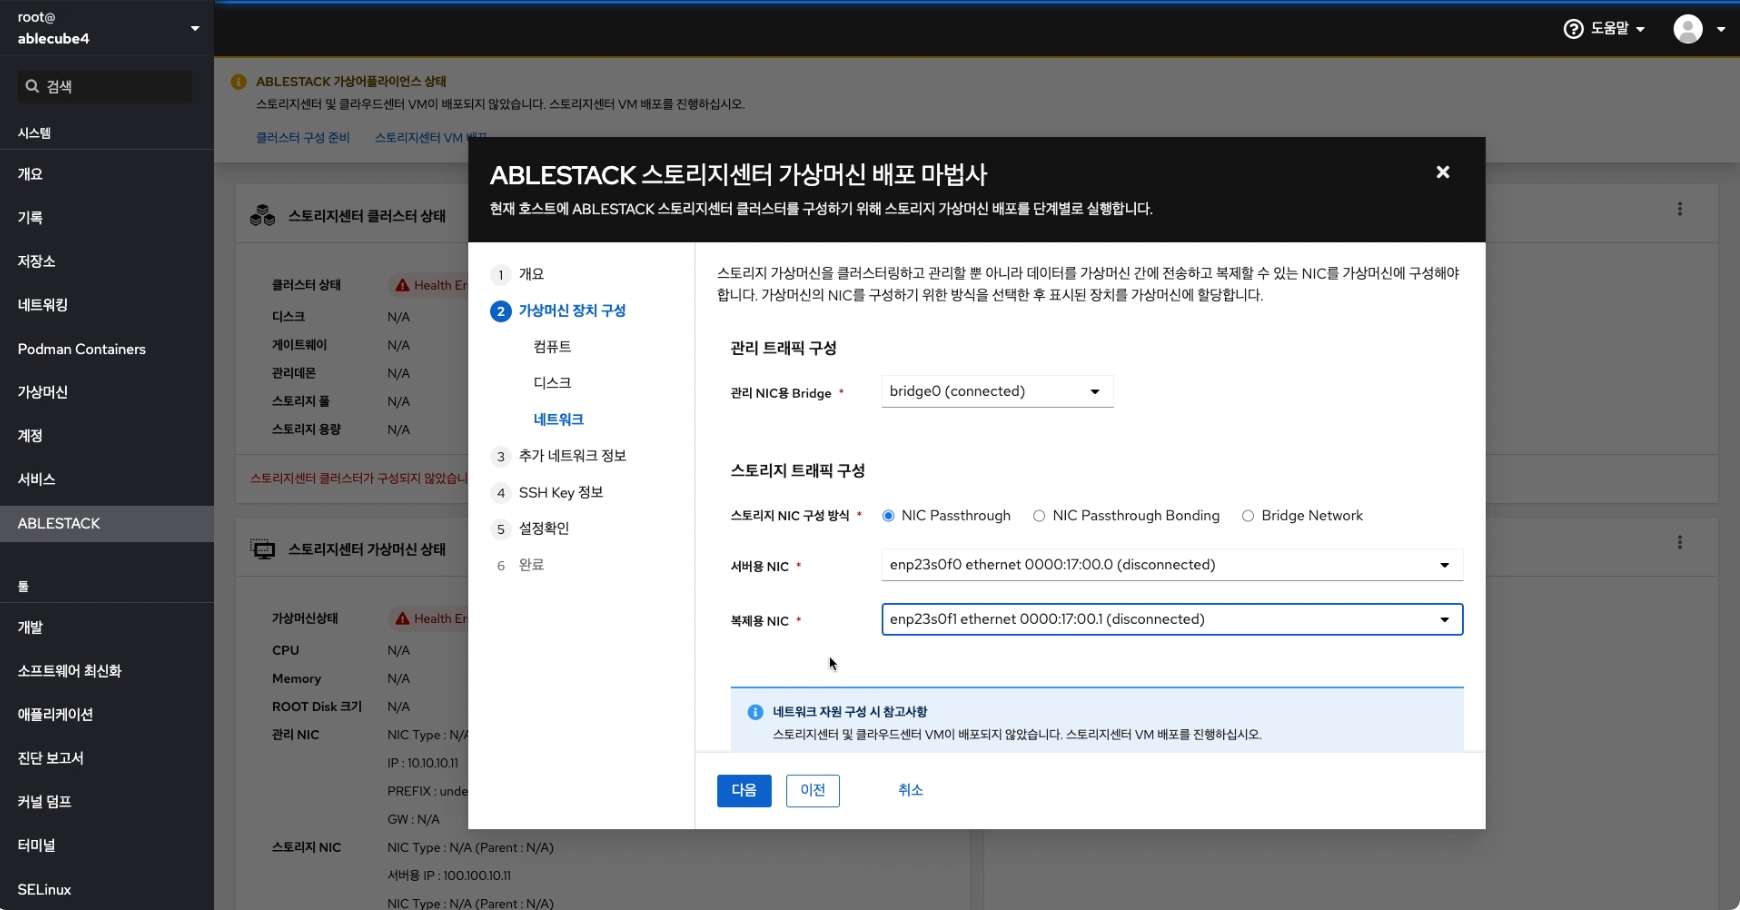 root@
ablecube4
검색
시스템
개요
기록
저장소
네트워킹
Podman Containers
가상머신
계정
서비스
ABLESTACK
툴
개발
소프트웨어 최신화
애플리케이션
진단 보고서
커널 덤프
터미널
SELinux
도움말
ABLESTACK 가상어플라이언스 상태
스토리지센터 및 클라우드센터 VM이 배포되지 않았습니다. 스토리지센터 VM 배포를 진행하십시오.
클러스터 구성 준비 스토리지센터 VM 배포
스토리지센터 클러스터 상태
클러스터 상태 Health Er
디스크 N/A
게이트웨이 N/A
관리데몬 N/A
스토리지 풀 N/A
스토리지 용량 N/A
스토리지센터 클러스터가 구성되지 않았습니
스토리지센터 가상머신 상태
가상머신상태 Health Er
CPU N/A
Memory N/A
ROOT Disk 크기 N/A
관리 NIC NIC Type : N/A
IP : 10.10.10.11
PREFIX : unde
GW : N/A
스토리지 NIC NIC Type : N/A (Parent : N/A)
서버용 IP : 100.100.10.11
NIC Type : N/A (Parent : N/A)
ABLESTACK 스토리지센터 가상머신 배포 마법사
현재 호스트에 ABLESTACK 스토리지센터 클러스터를 구성하기 위해 스토리지 가상머신 배포를 단계별로 실행합니다.
1 개요
2 가상머신 장치 구성
컴퓨트
디스크
네트워크
3 추가 네트워크 정보
4 SSH Key 정보
5 설정확인
6 완료
스토리지 가상머신을 클러스터링하고 관리할 뿐 아니라 데이터를 가상머신 간에 전송하고 복제할 수 있는 NIC를 가상머신에 구성해야
합니다. 가상머신의 NIC를 구성하기 위한 방식을 선택한 후 표시된 장치를 가상머신에 할당합니다.
관리 트래픽 구성
관리 NIC용 Bridge * bridge0 (connected)
스토리지 트래픽 구성
스토리지 NIC 구성 방식 * NIC Passthrough NIC Passthrough Bonding Bridge Network
서버용 NIC * enp23s0f0 ethernet 0000:17:00.0 (disconnected)
복제용 NIC * enp23s0f1 ethernet 0000:17:00.1 (disconnected)
네트워크 자원 구성 시 참고사항
스토리지센터 및 클라우드센터 VM이 배포되지 않았습니다. 스토리지센터 VM 배포를 진행하십시오.
다음 이전 취소